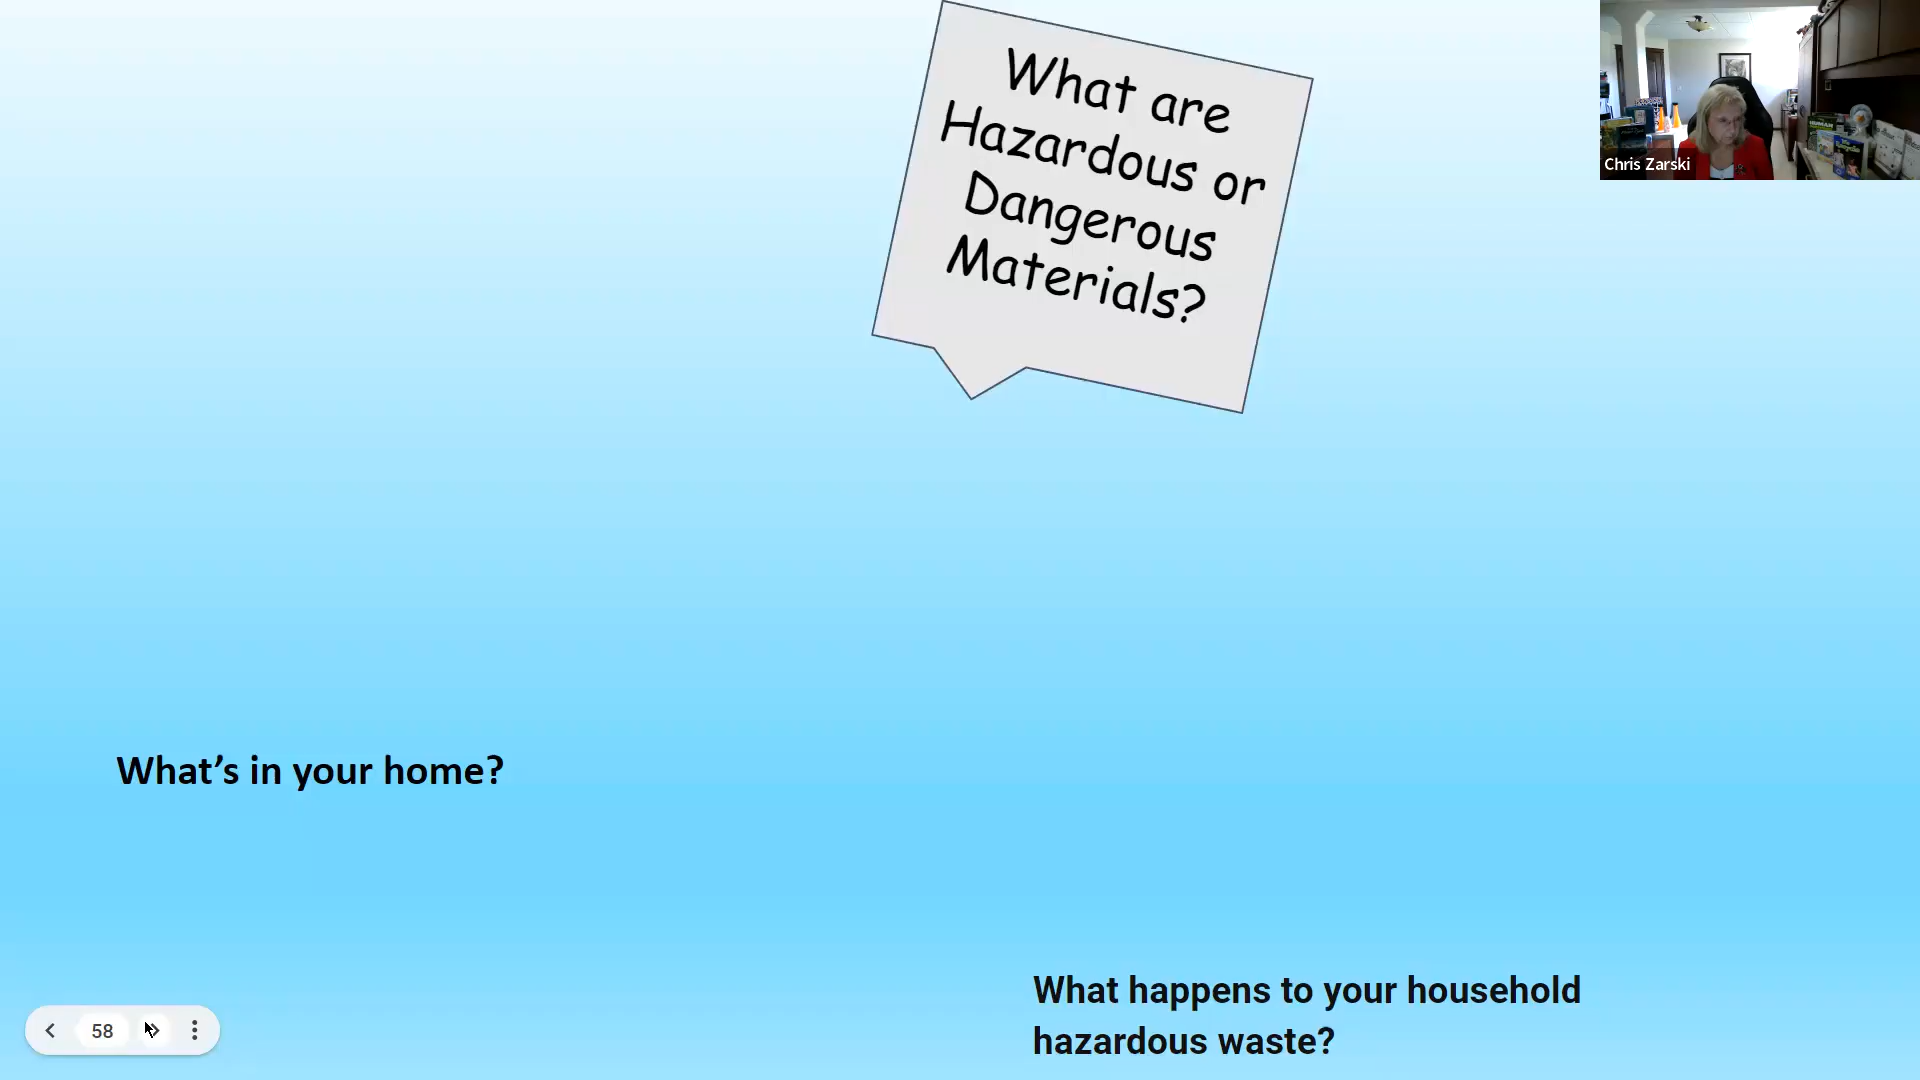 What are
Hazardous or
Dangerous
Materials?
Chris Zarski
What's in your home?
What happens to your household
hazardous waste?
58